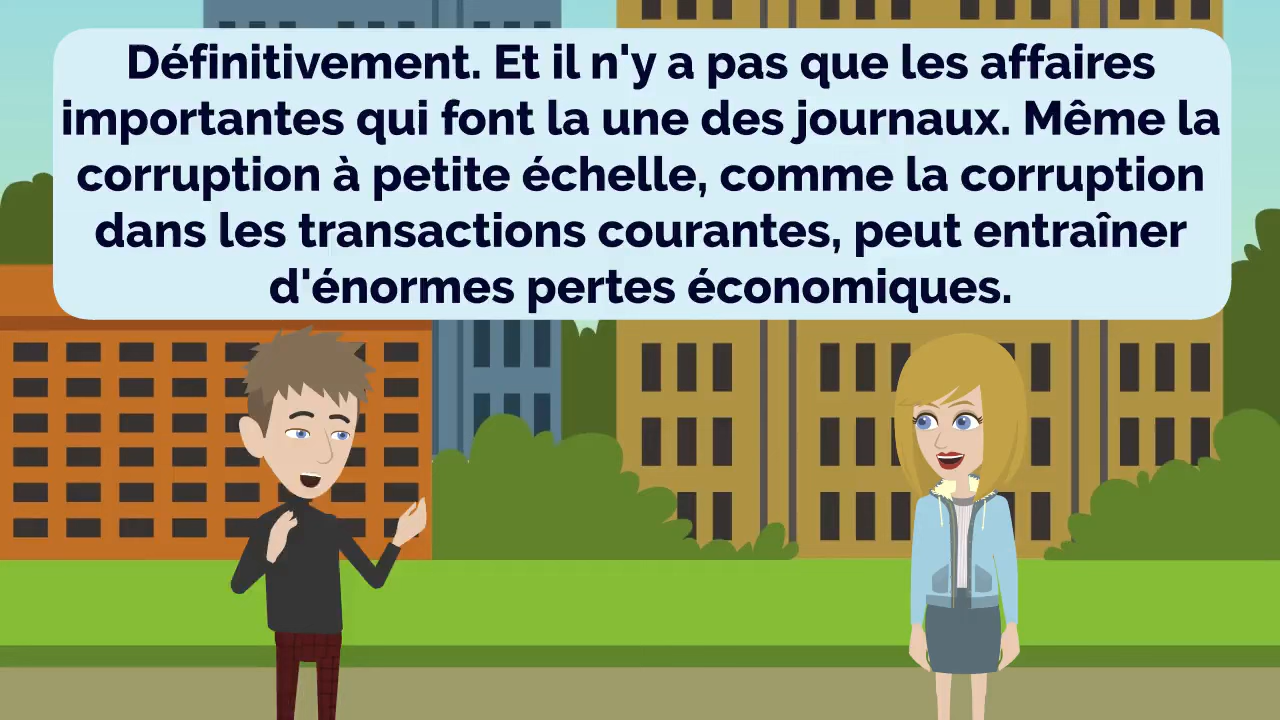 Définitivement. Et il n'y a pas que les affaires
importantes qui font la une des journaux. Même la
corruption à petite échelle, comme la corruption
dans les transactions courantes, peut entraîner
d'énormes pertes économiques.